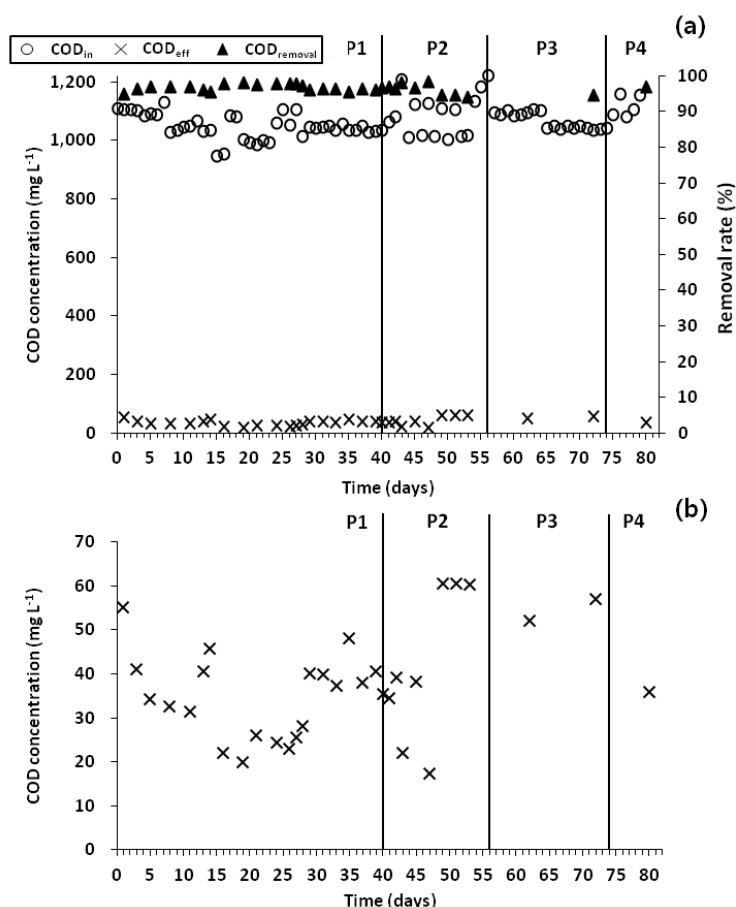 (a)
COD_in COD_eff COD_removal P1 P2 P3 P4
1,200 100
90
1,000 80
70
800 60
600 50
40
400 30
200 20
10
0 0
COD concentration (mg L⁻¹)
Removal rate (%)
0 5 10 15 20 25 30 35 40 45 50 55 60 65 70 75 80
Time (days)
(b)
P1 P2 P3 P4
70
60
50
40
30
20
10
0
COD concentration (mg L⁻¹)
0 5 10 15 20 25 30 35 40 45 50 55 60 65 70 75 80
Time (days)